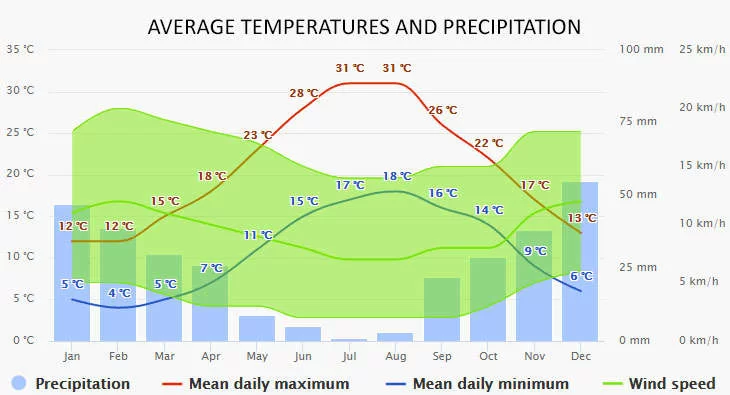 AVERAGE TEMPERATURES AND PRECIPITATION
35 °C 100 mm 25 km/h
31 °C 31 °C
30 °C 28 °C 20 km/h
26 °C
25 °C 23 °C 75 mm
22 °C
20 °C 18 °C 17 °C 18 °C 17 °C 15 km/h
15 °C 15 °C 16 °C 50 mm
15 °C 12 °C 12 °C 14 °C 13 °C 10 km/h
11 °C
10 °C 7 °C 9 °C 25 mm
5 °C 5 °C 4 °C 5 °C 6 °C 5 km/h
0 °C 0 mm 0 km/h
Jan Feb Mar Apr May Jun Jul Aug Sep Oct Nov Dec
Precipitation Mean daily maximum Mean daily minimum Wind speed